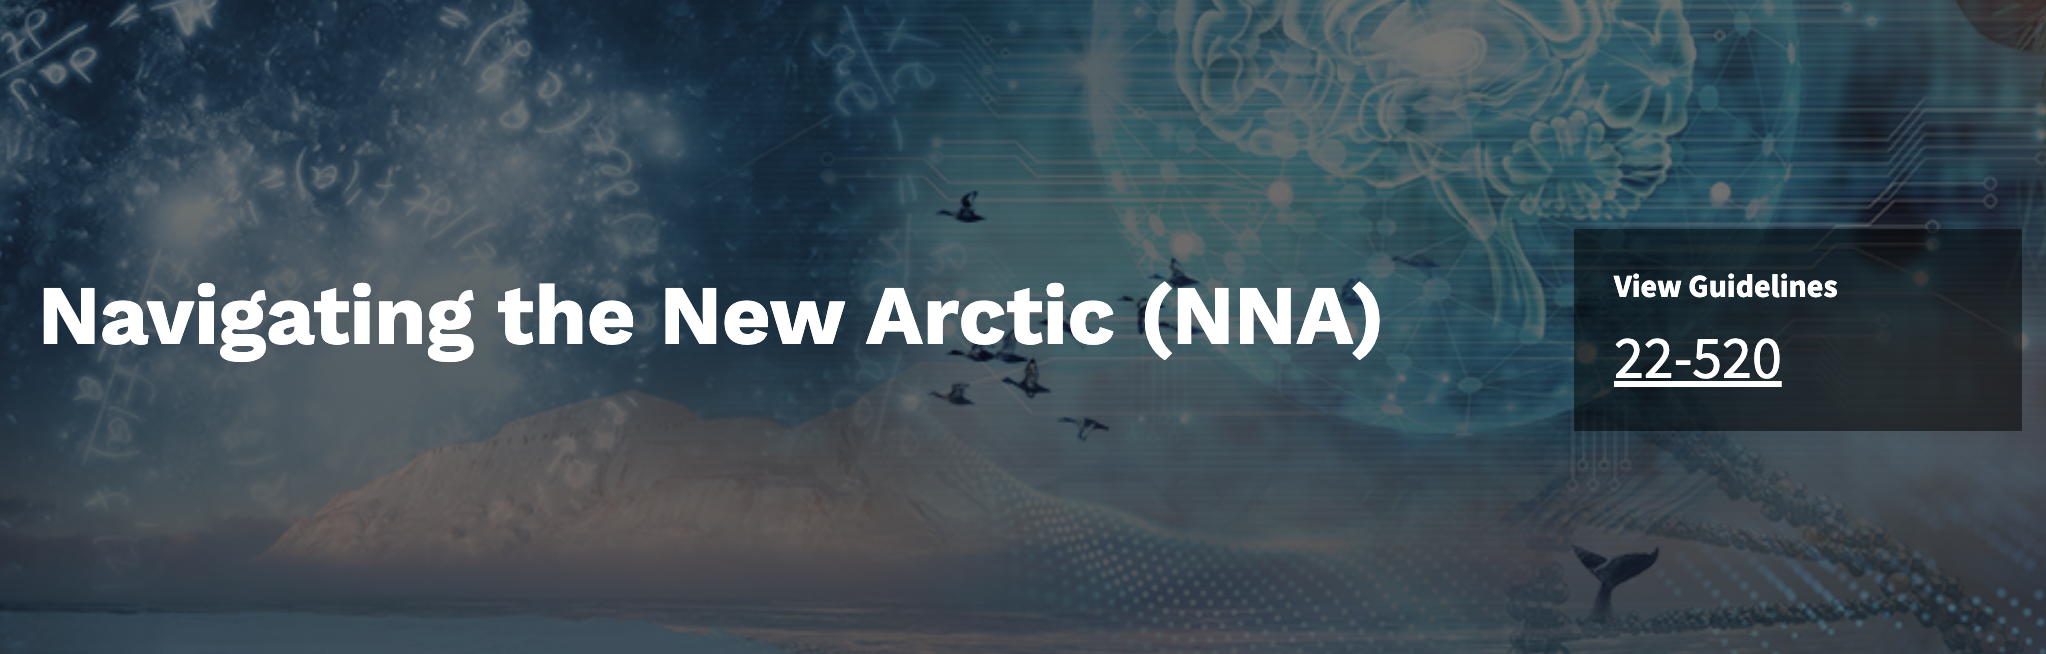 Navigating the New Arctic (NNA)
View Guidelines
22-520